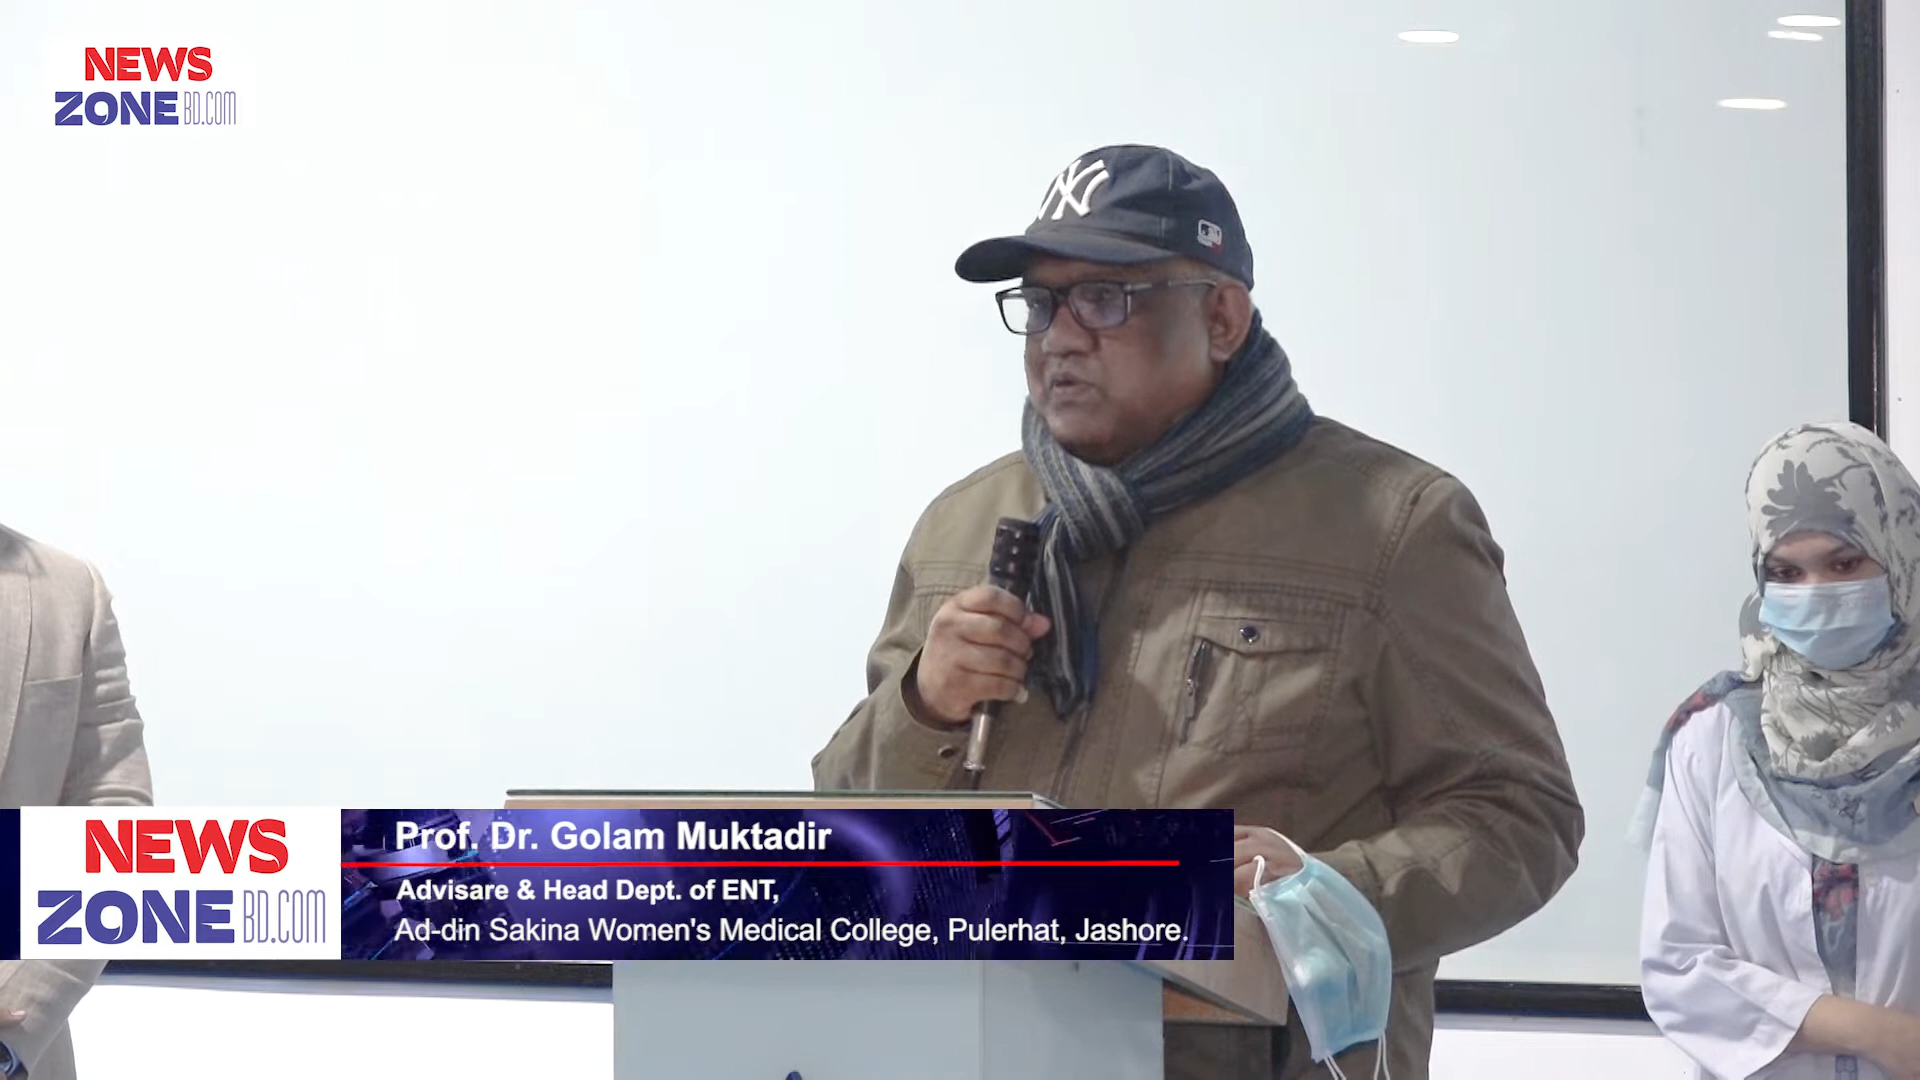 NEWS
ZONE BD.COM
NY
NEWS
ZONE BD.COM
Prof. Dr. Golam Muktadir
Advisare & Head Dept. of ENT,
Ad-din Sakina Women's Medical College, Pulerhat, Jashore.